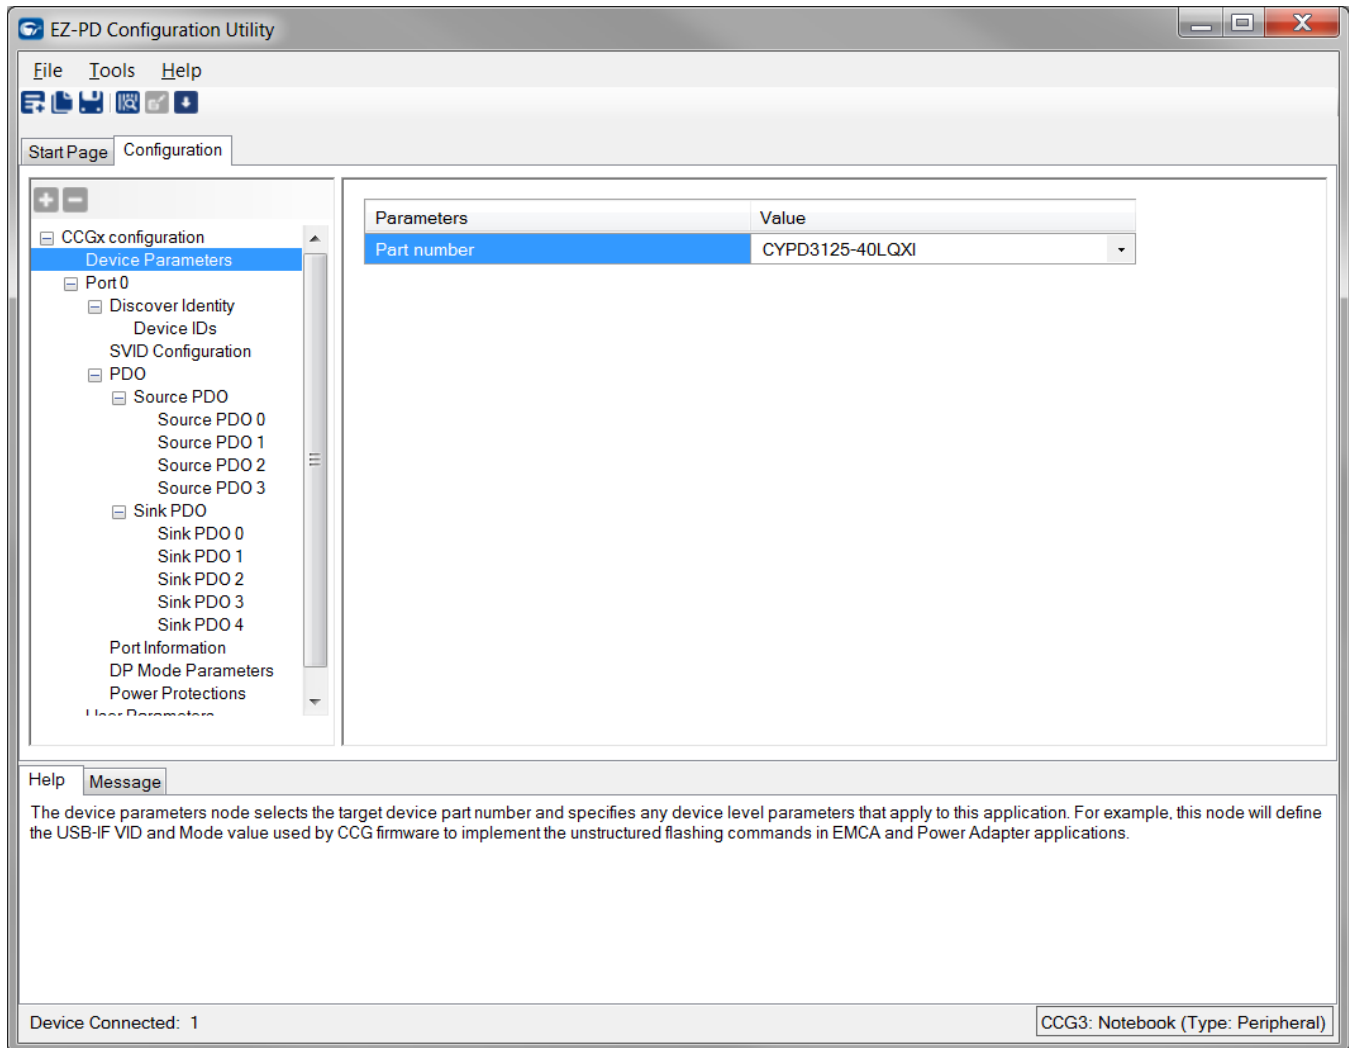 EZ-PD Configuration Utility
File Tools Help
Start Page Configuration
CCGx configuration
Device Parameters
Port 0
Discover Identity
Device IDs
SVID Configuration
PDO
Source PDO
Source PDO 0
Source PDO 1
Source PDO 2
Source PDO 3
Sink PDO
Sink PDO 0
Sink PDO 1
Sink PDO 2
Sink PDO 3
Sink PDO 4
Port Information
DP Mode Parameters
Power Protections
User Parameters
Parameters Value
Part number CYPD3125-40LQXI
Help Message
The device parameters node selects the target device part number and specifies any device level parameters that apply to this application. For example, this node will define
the USB-IF VID and Mode value used by CCG firmware to implement the unstructured flashing commands in EMCA and Power Adapter applications.
Device Connected: 1
CCG3: Notebook (Type: Peripheral)